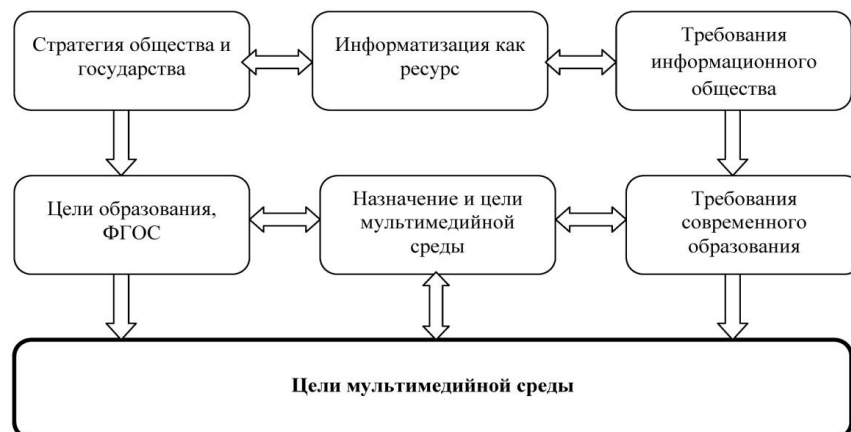 Стратегия общества и
государства
Информатизация как
ресурс
Требования
информационного
общества
Цели образования,
ФГОС
Назначение и цели
мультимедийной
среды
Требования
современного
образования
Цели мультимедийной среды